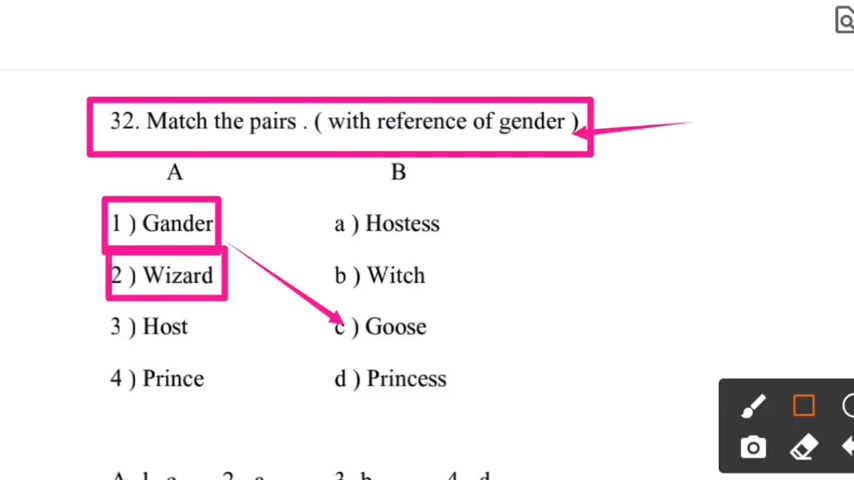 32. Match the pairs . ( with reference of gender )
A B
1 ) Gander a ) Hostess
2 ) Wizard b ) Witch
3 ) Host c ) Goose
4 ) Prince d ) Princess